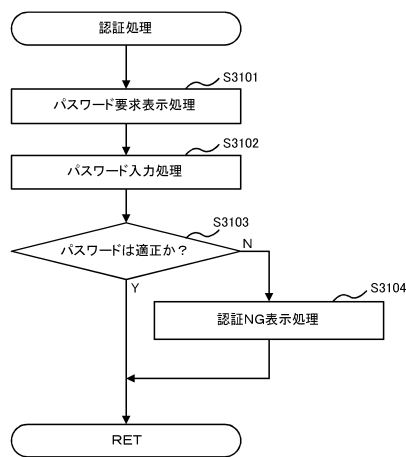 認証処理
S3101
パスワード要求表示処理
S3102
パスワード入力処理
S3103
パスワードは適正か？
N
Y
S3104
認証NG表示処理
RET